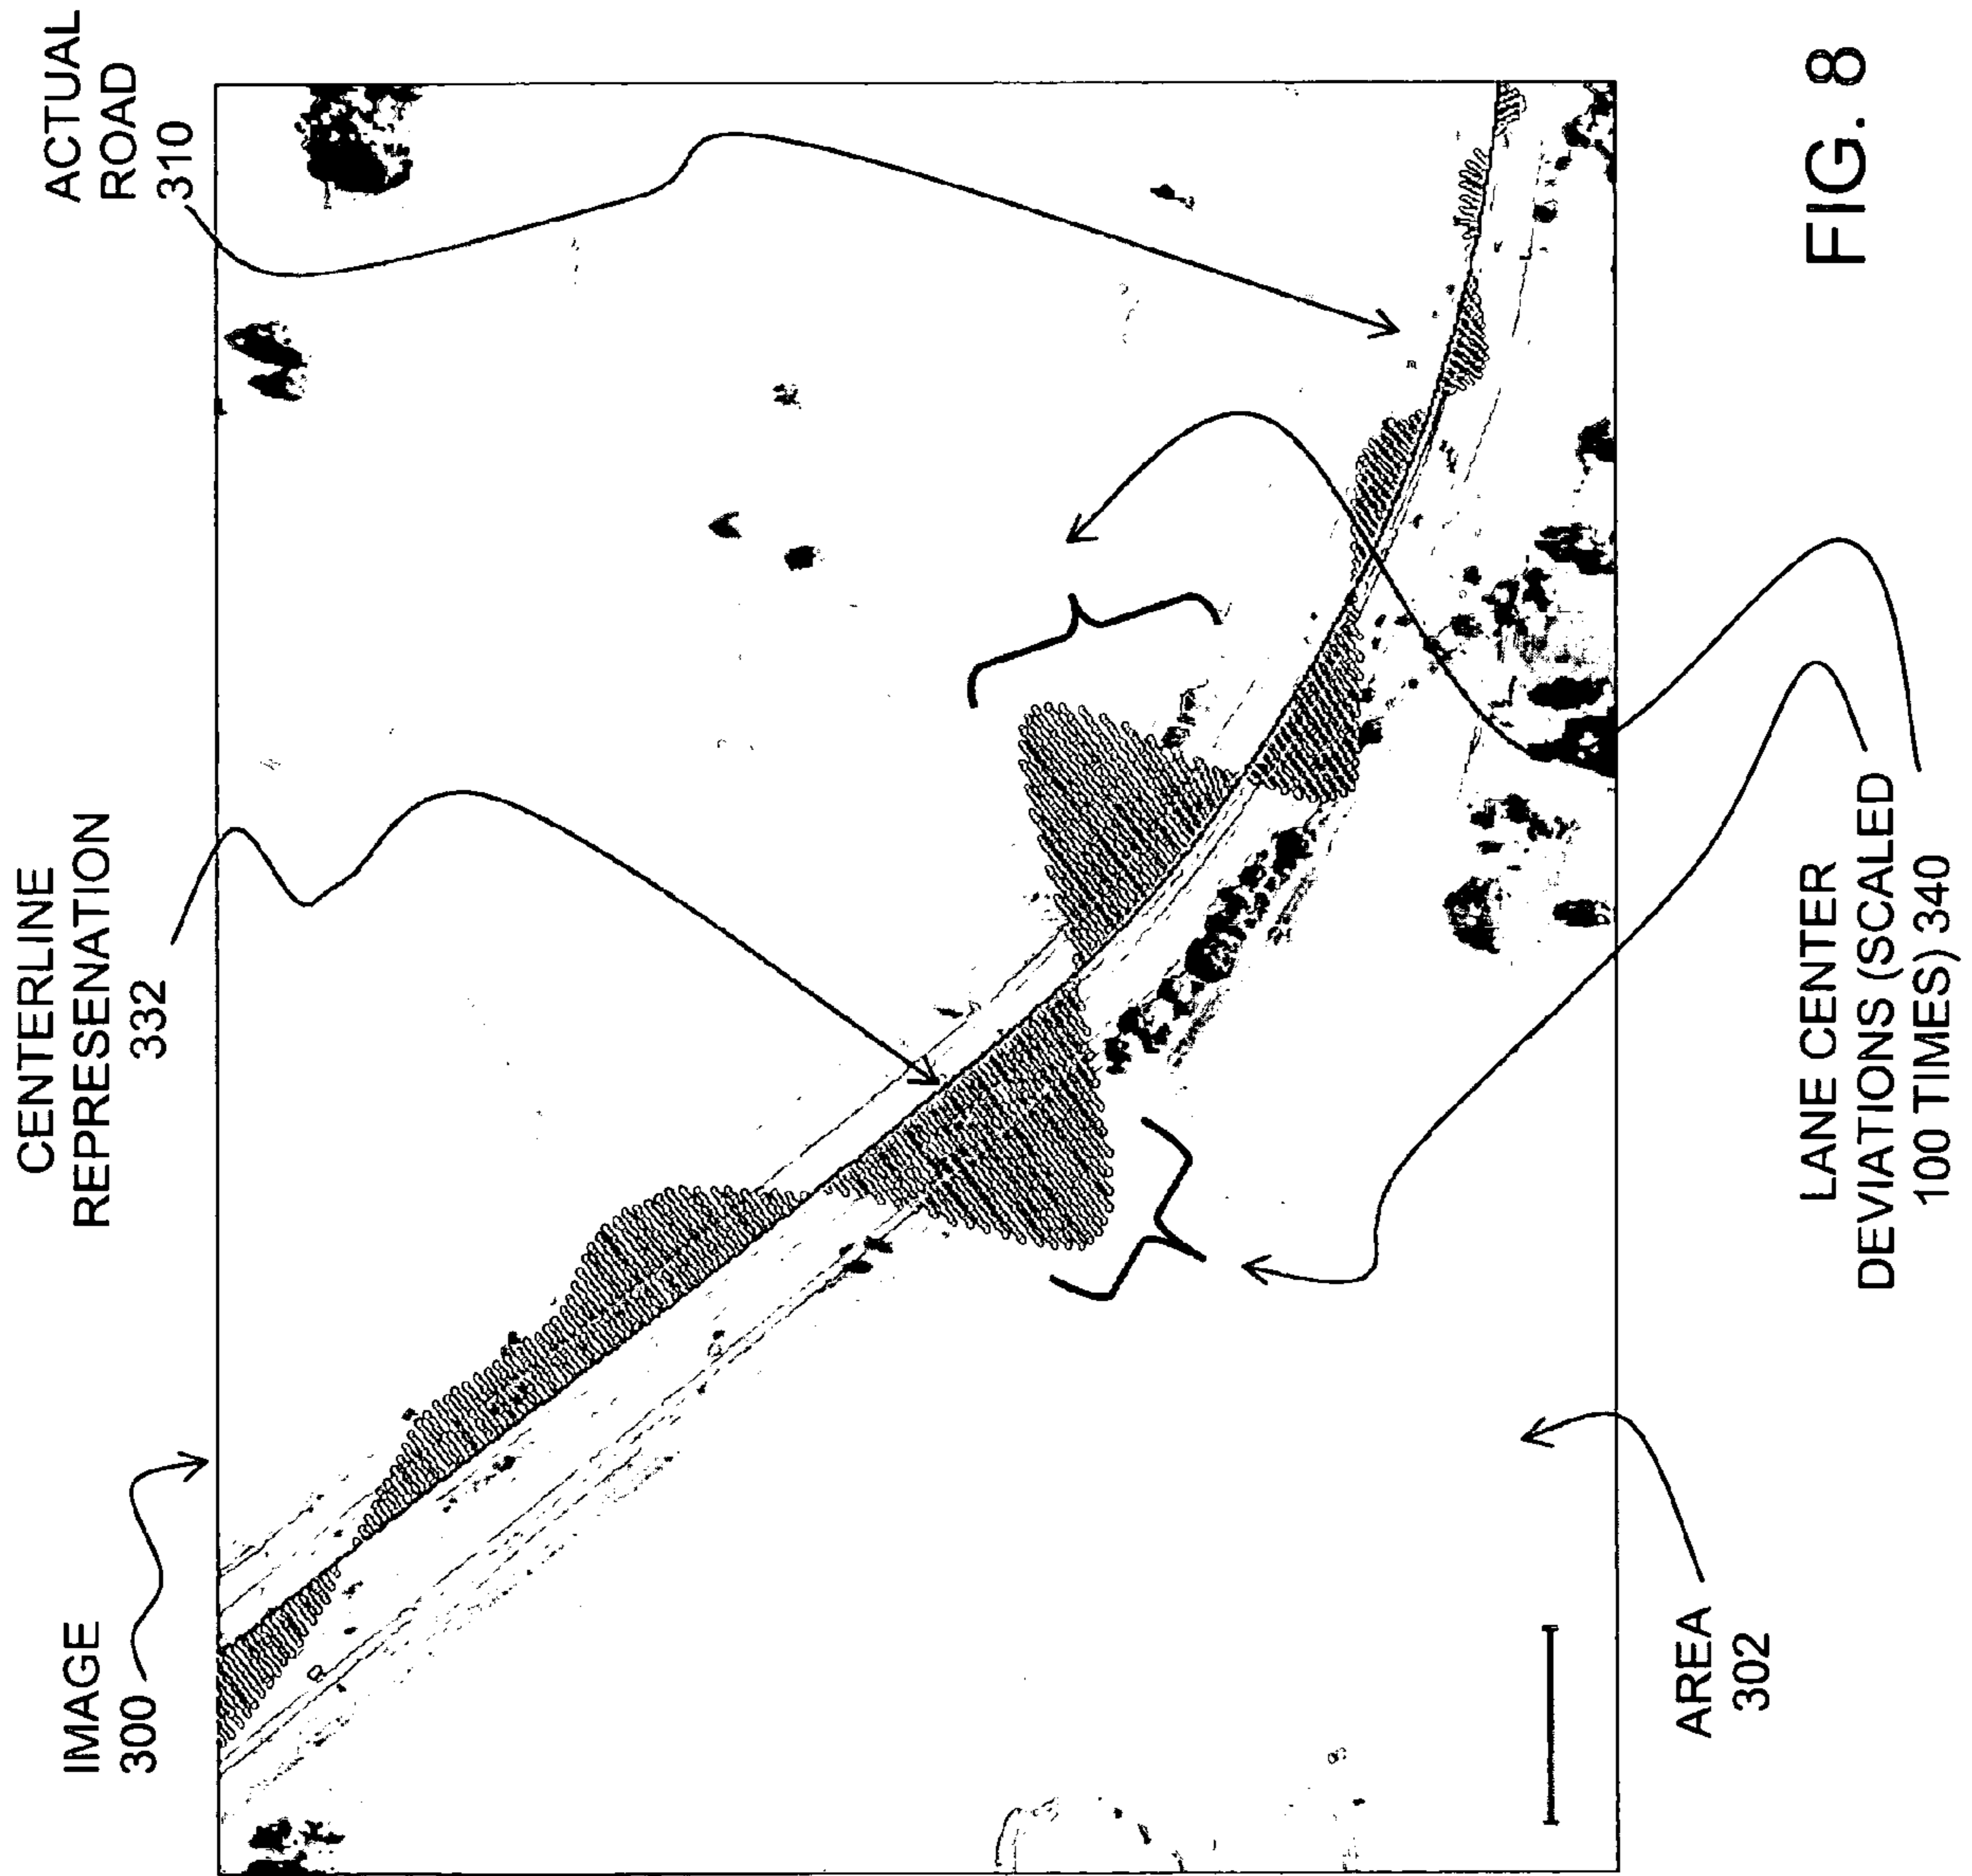 IMAGE
300
CENTERLINE
REPRESENATION
332
ACTUAL
ROAD
310
AREA
302
LANE CENTER
DEVIATIONS (SCALED
100 TIMES) 340
FIG. 8